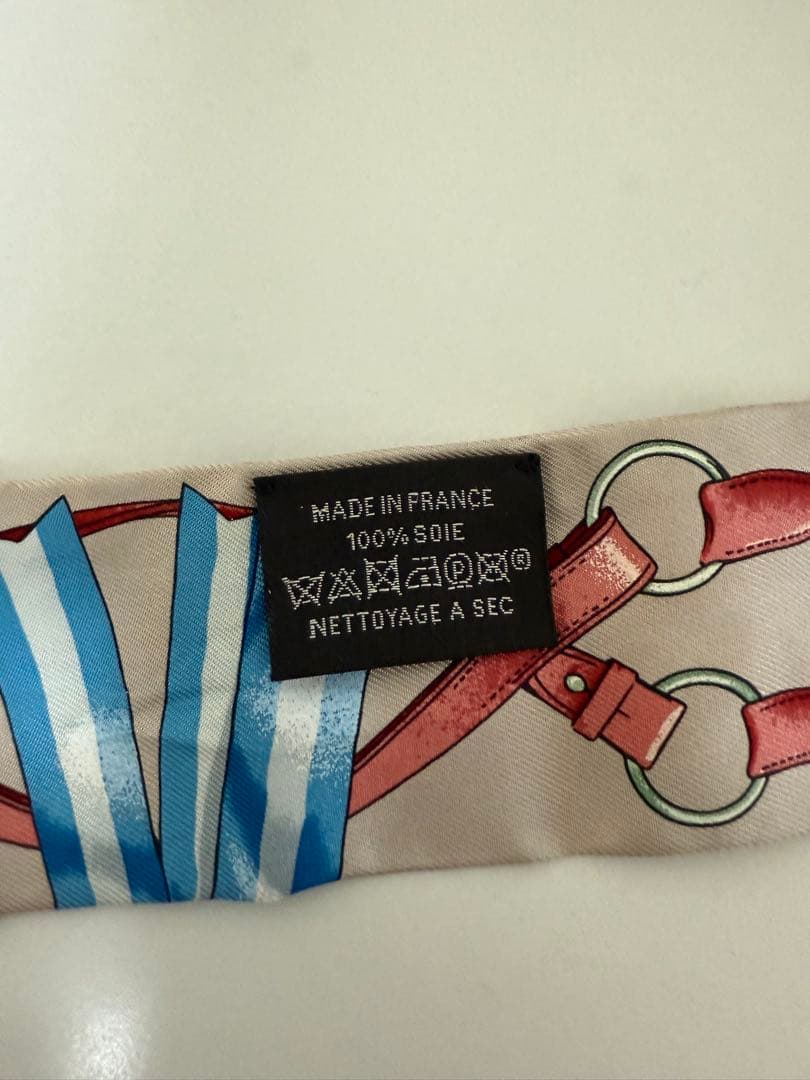 MADE IN FRANCE
100% SOIE
®
NETTOYAGE A SEC